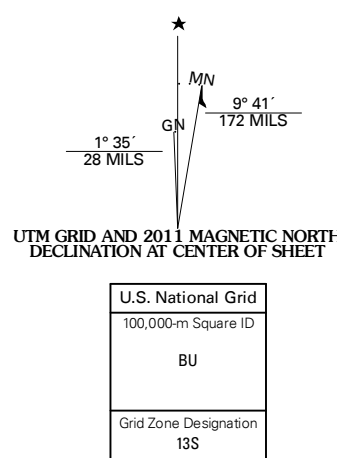 ★
MN
9° 41´
172 MILS
GN
1° 35´
28 MILS
UTM GRID AND 2011 MAGNETIC NORTH
DECLINATION AT CENTER OF SHEET
U.S. National Grid
100,000-m Square ID
BU
Grid Zone Designation
13S